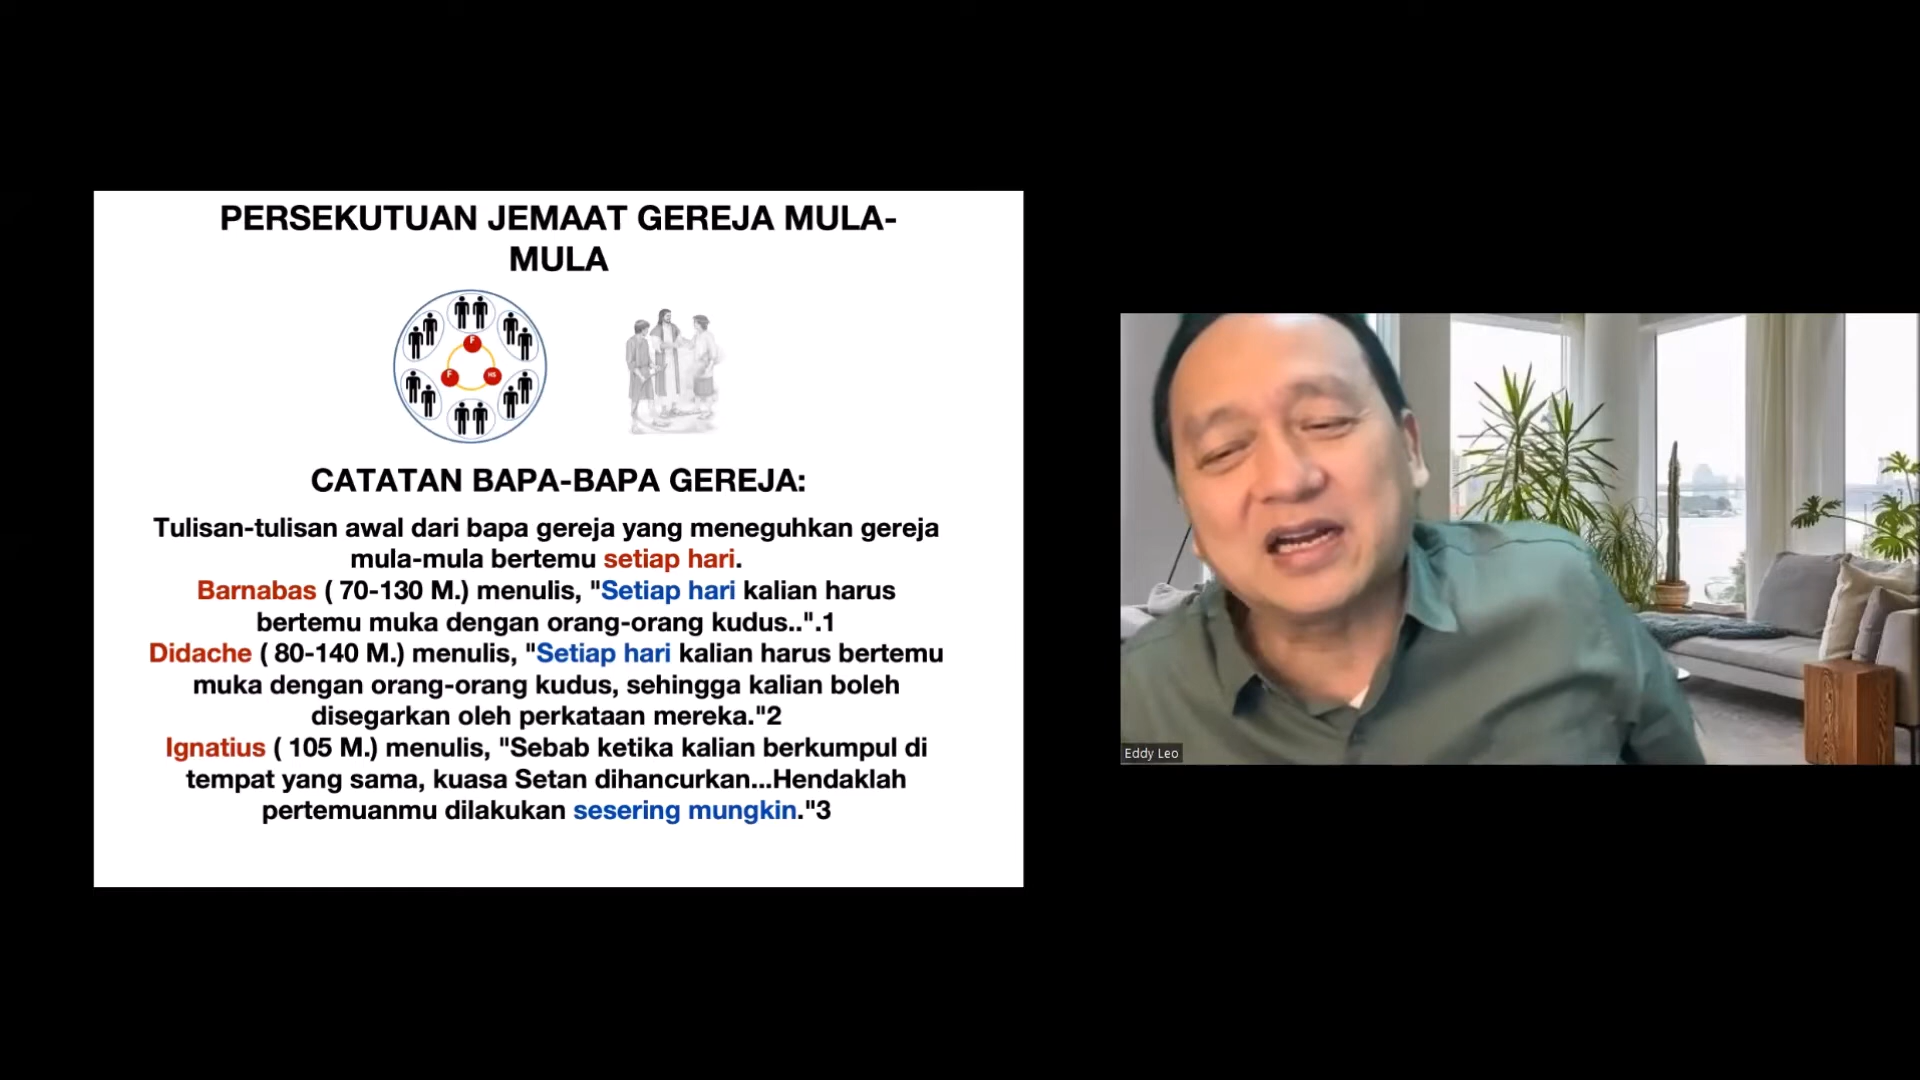 PERSEKUTUAN JEMAAT GEREJA MULA-
MULA
F
F
HS
CATATAN BAPA-BAPA GEREJA:
Tulisan-tulisan awal dari bapa gereja yang meneguhkan gereja
mula-mula bertemu setiap hari.
Barnabas ( 70-130 M.) menulis, "Setiap hari kalian harus
bertemu muka dengan orang-orang kudus..".1
Didache ( 80-140 M.) menulis, "Setiap hari kalian harus bertemu
muka dengan orang-orang kudus, sehingga kalian boleh
disegarkan oleh perkataan mereka."2
Ignatius ( 105 M.) menulis, "Sebab ketika kalian berkumpul di
tempat yang sama, kuasa Setan dihancurkan...Hendaklah
pertemuanmu dilakukan sesering mungkin."3
Eddy Leo